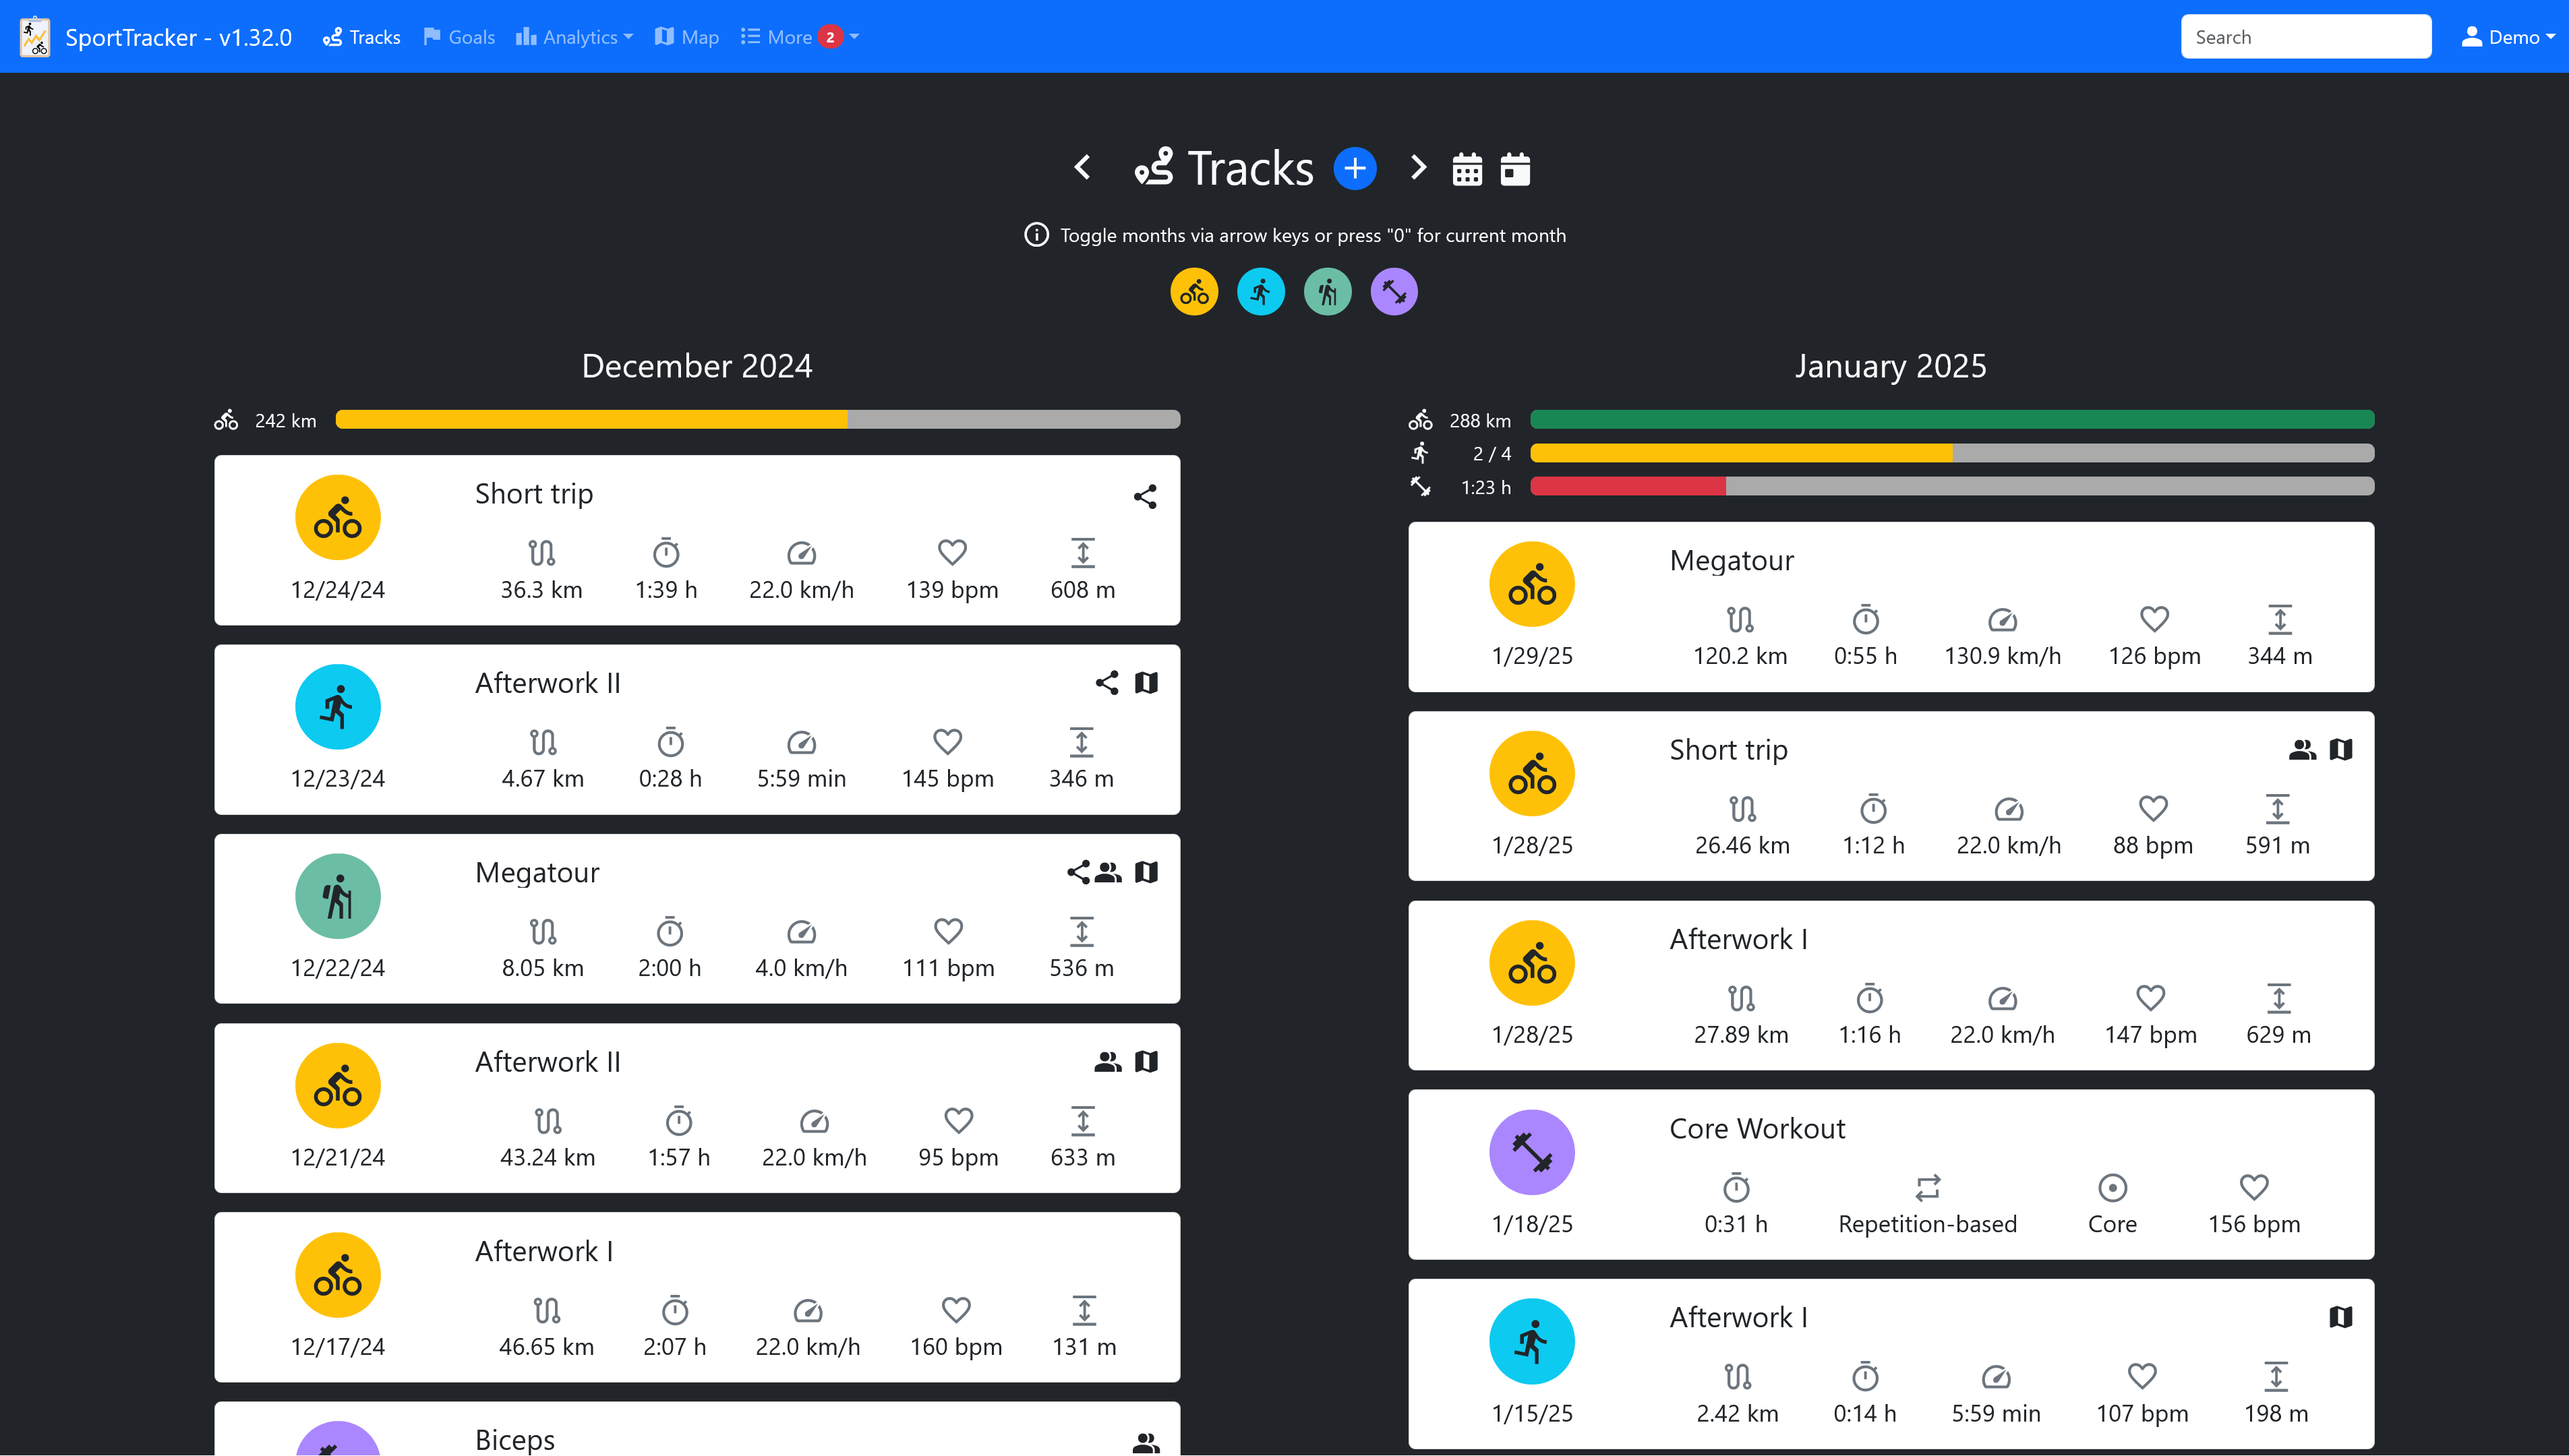 SportTracker - v1.32.0 Tracks Goals Analytics Map More 2 Search Demo
Tracks
Toggle months via arrow keys or press "0" for current month
December 2024
242 km
Short trip
12/24/24 36.3 km 1:39 h 22.0 km/h 139 bpm 608 m
Afterwork II
12/23/24 4.67 km 0:28 h 5:59 min 145 bpm 346 m
Megatour
12/22/24 8.05 km 2:00 h 4.0 km/h 111 bpm 536 m
Afterwork II
12/21/24 43.24 km 1:57 h 22.0 km/h 95 bpm 633 m
Afterwork I
12/17/24 46.65 km 2:07 h 22.0 km/h 160 bpm 131 m
Biceps
January 2025
288 km
2 / 4
1:23 h
Megatour
1/29/25 120.2 km 0:55 h 130.9 km/h 126 bpm 344 m
Short trip
1/28/25 26.46 km 1:12 h 22.0 km/h 88 bpm 591 m
Afterwork I
1/28/25 27.89 km 1:16 h 22.0 km/h 147 bpm 629 m
Core Workout
1/18/25 0:31 h Repetition-based Core 156 bpm
Afterwork I
1/15/25 2.42 km 0:14 h 5:59 min 107 bpm 198 m